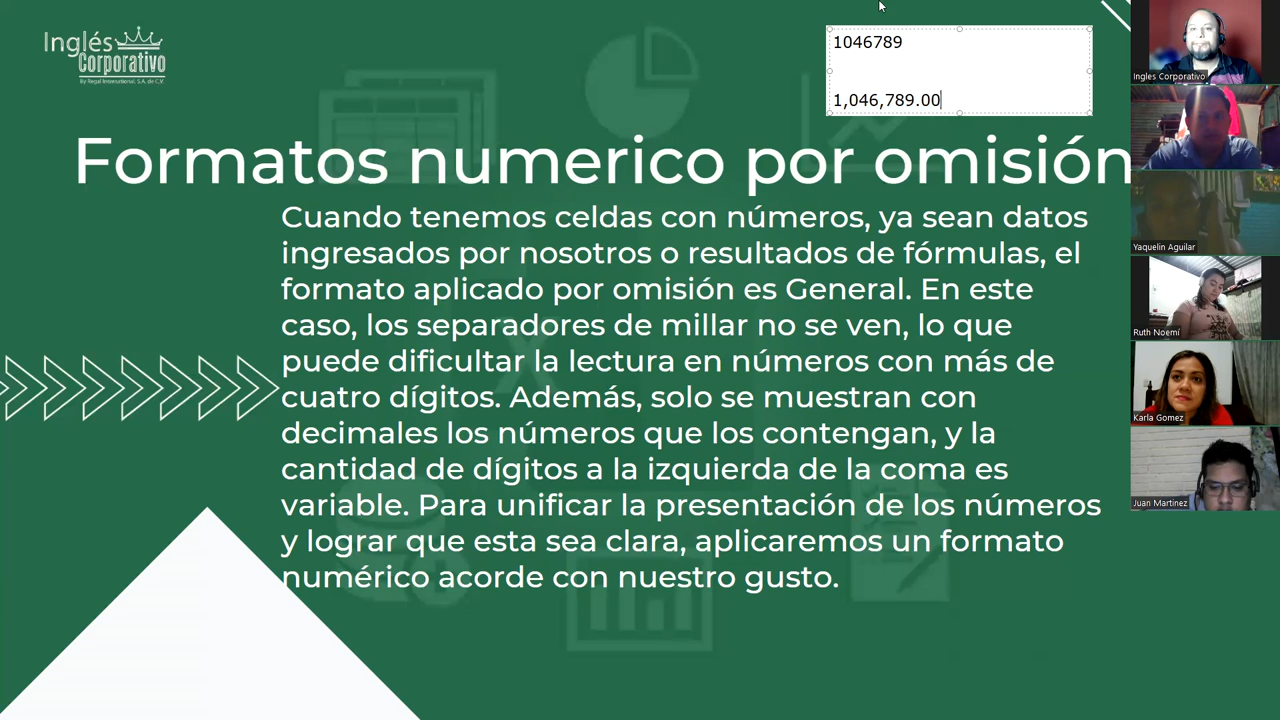 Inglés
Corporativo
By Regal International, S.A. de C.V.
1046789
1,046,789.00
Formatos numerico por omisión
Cuando tenemos celdas con números, ya sean datos
ingresados por nosotros o resultados de fórmulas, el
formato aplicado por omisión es General. En este
caso, los separadores de millar no se ven, lo que
puede dificultar la lectura en números con más de
cuatro dígitos. Además, solo se muestran con
decimales los números que los contengan, y la
cantidad de dígitos a la izquierda de la coma es
variable. Para unificar la presentación de los números
y lograr que esta sea clara, aplicaremos un formato
numérico acorde con nuestro gusto.
Ingles Corporativo
Yaquelin Aguilar
Ruth Noemí
Karla Gomez
Juan Martinez